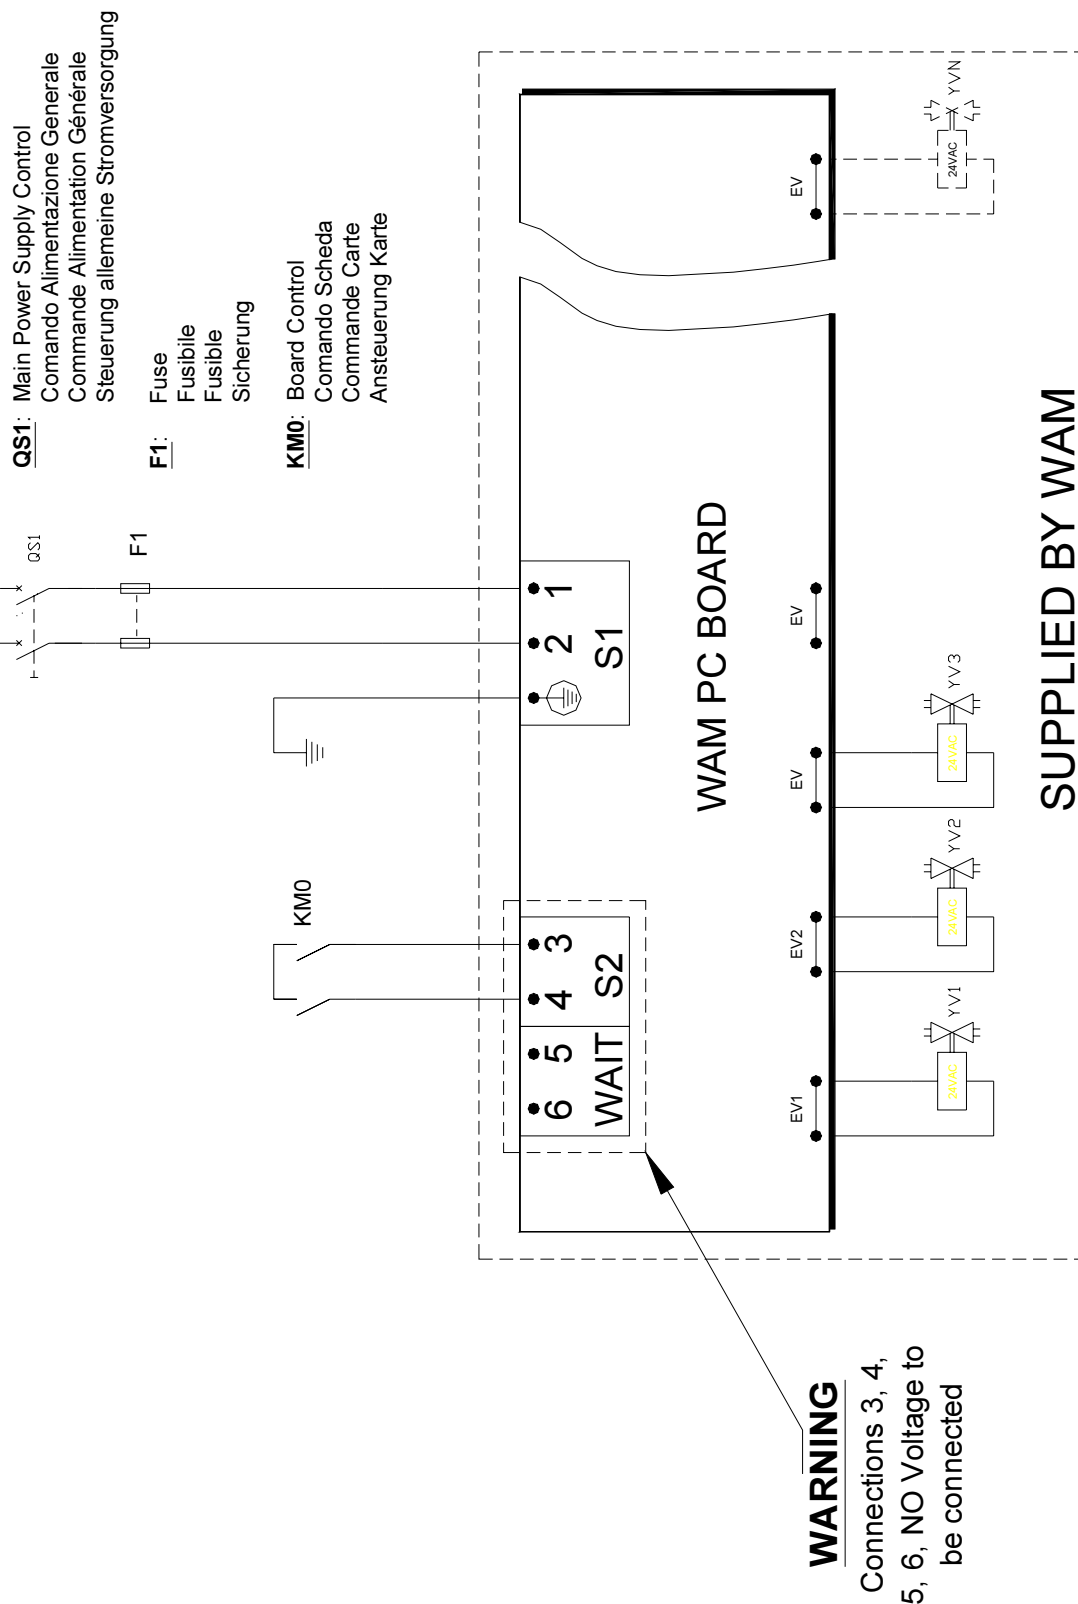 QS1: Main Power Supply Control
Comando Alimentazione Generale
Commande Alimentation Générale
Steuerung allemeine Stromversorgung
F1: Fuse
Fusibile
Fusible
Sicherung
KM0: Board Control
Comando Scheda
Commande Carte
Ansteuerung Karte
QS1
F1
KM0
6 5 4 3 2 1
WAIT S2 S1
WAM PC BOARD
EV1 EV2 EV EV EV
24VAC 24VAC 24VAC 24VAC
YV1 YV2 YV3 YVN
SUPPLIED BY WAM
WARNING
Connections 3, 4,
5, 6, NO Voltage to
be connected